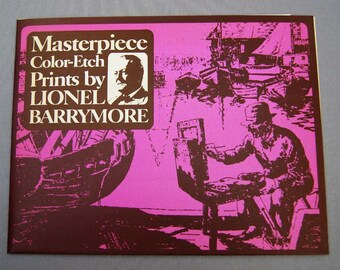 Masterpiece
Color-Etch
Prints by
LIONEL
BARRYMORE